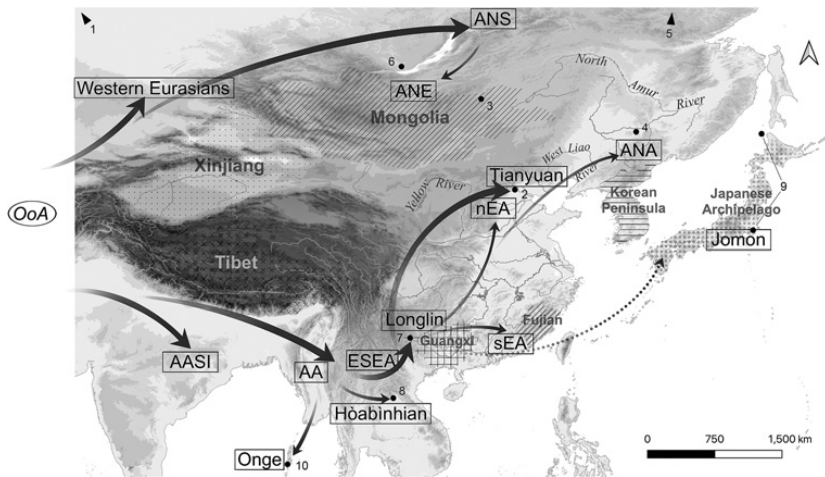 1
ANS
5
Western Eurasians
6
ANE
North
Amur
River
Mongolia
3
4
Xinjiang
West Liao
River
ANA
Tianyuan
2
Yellow River
nEA
Korean
Peninsula
Japanese
Archipelago
9
OoA
Tibet
Jomon
Longlin
7
Guangxi
Fujian
sEA
AASI
AA
ESEA
8
Hòabìnhian
Onge
10
0
750
1,500 km